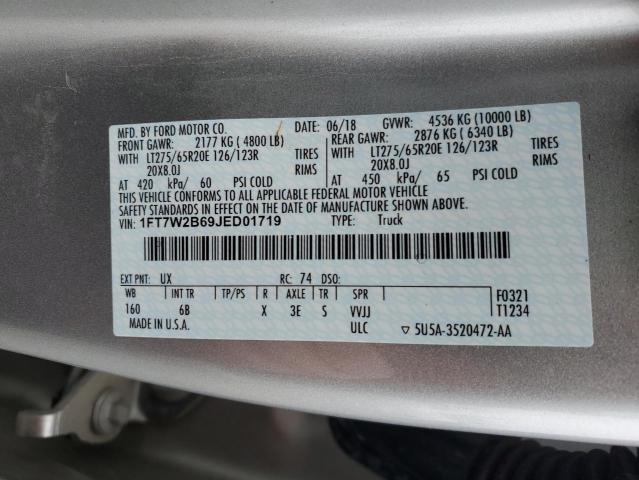 MFD. BY FORD MOTOR CO. DATE: 06/18 GVWR: 4536 KG (10000 LB)
FRONT GAWR: 2177 KG (4800 LB) REAR GAWR: 2876 KG (6340 LB)
WITH LT275/65R20E 126/123R TIRES WITH LT275/65R20E 126/123R TIRES
20X8.0J RIMS 20X8.0J RIMS
AT 420 kPa/ 60 PSI COLD AT 450 kPa/ 65 PSI COLD
THIS VEHICLE CONFORMS TO ALL APPLICABLE FEDERAL MOTOR VEHICLE
SAFETY STANDARDS IN EFFECT ON THE DATE OF MANUFACTURE SHOWN ABOVE.
VIN: 1FT7W2B69JED01719 TYPE: Truck
EXT PNT: UX RC: 74 DSO:
WB INT TR TP/PS R AXLE TR SPR F0321
160 6B X 3E S VVJJ T1234
MADE IN U.S.A. ULC ▽ 5U5A-3520472-AA